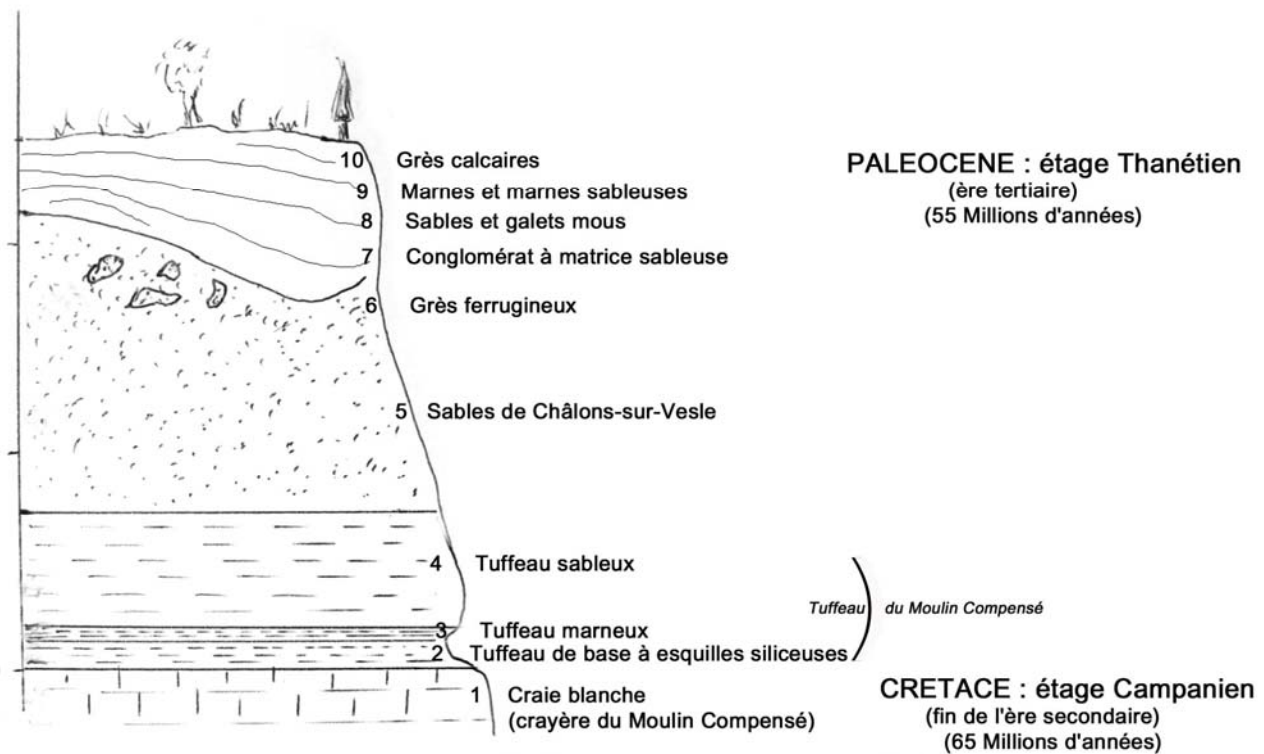 10 Grès calcaires
9 Marnes et marnes sableuses
8 Sables et galets mous
7 Conglomérat à matrice sableuse
6 Grès ferrugineux
5 Sables de Châlons-sur-Vesle
4 Tuffeau sableux
3 Tuffeau marneux
2 Tuffeau de base à esquilles siliceuses
1 Craie blanche
(crayère du Moulin Compensé)
PALEOCENE : étage Thanétien
(ère tertiaire)
(55 Millions d'années)
Tuffeau du Moulin Compensé
CRETACE : étage Campanien
(fin de l'ère secondaire)
(65 Millions d'années)